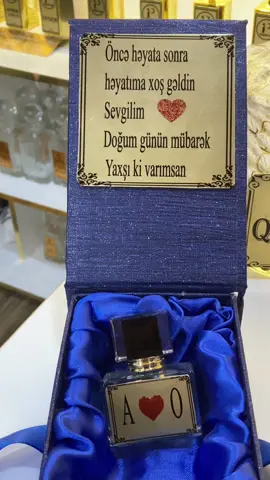 Öncə həyata sonra
həyatıma xoş gəldin
Sevgilim
Doğum günün mübarək
Yaxşı ki varımsan
A O